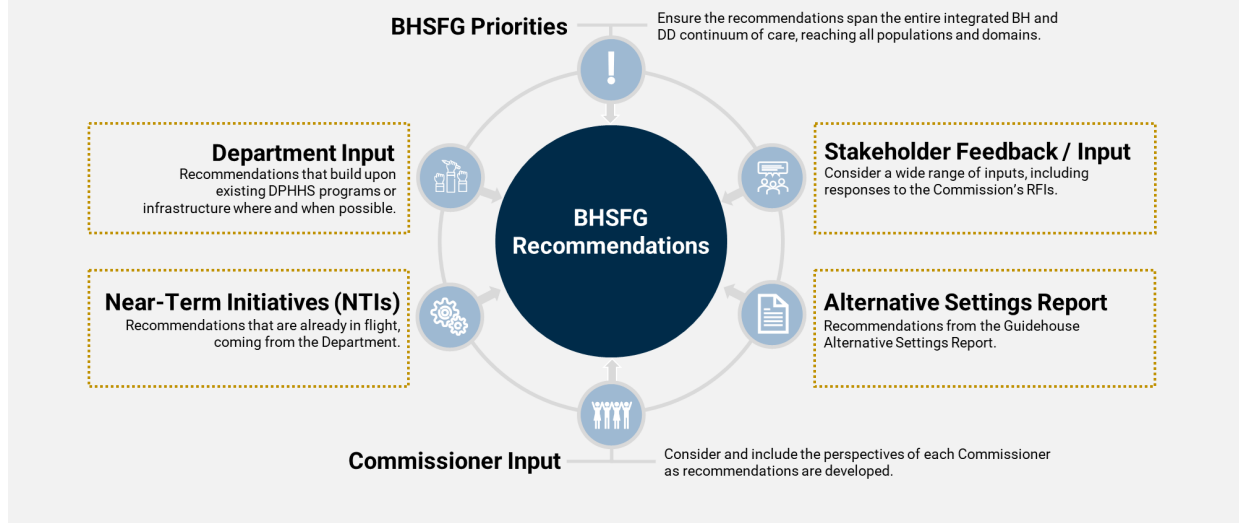 BHSFG Priorities
Ensure the recommendations span the entire integrated BH and
DD continuum of care, reaching all populations and domains.
Department Input
Recommendations that build upon
existing DPHHS programs or
infrastructure where and when possible.
Stakeholder Feedback / Input
Consider a wide range of inputs, including
responses to the Commission’s RFIs.
BHSFG
Recommendations
Near-Term Initiatives (NTIs)
Recommendations that are already in flight,
coming from the Department.
Alternative Settings Report
Recommendations from the Guidehouse
Alternative Settings Report.
Commissioner Input
Consider and include the perspectives of each Commissioner
as recommendations are developed.